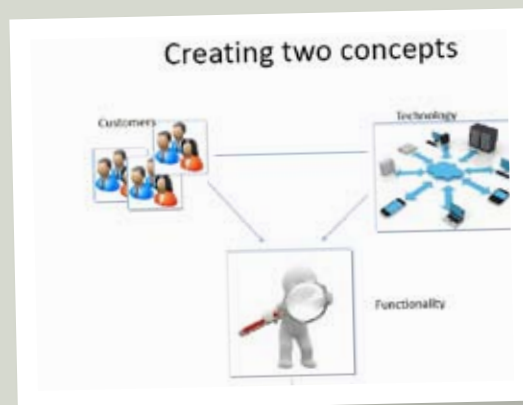 Creating two concepts
Customers
Technology
Functionality